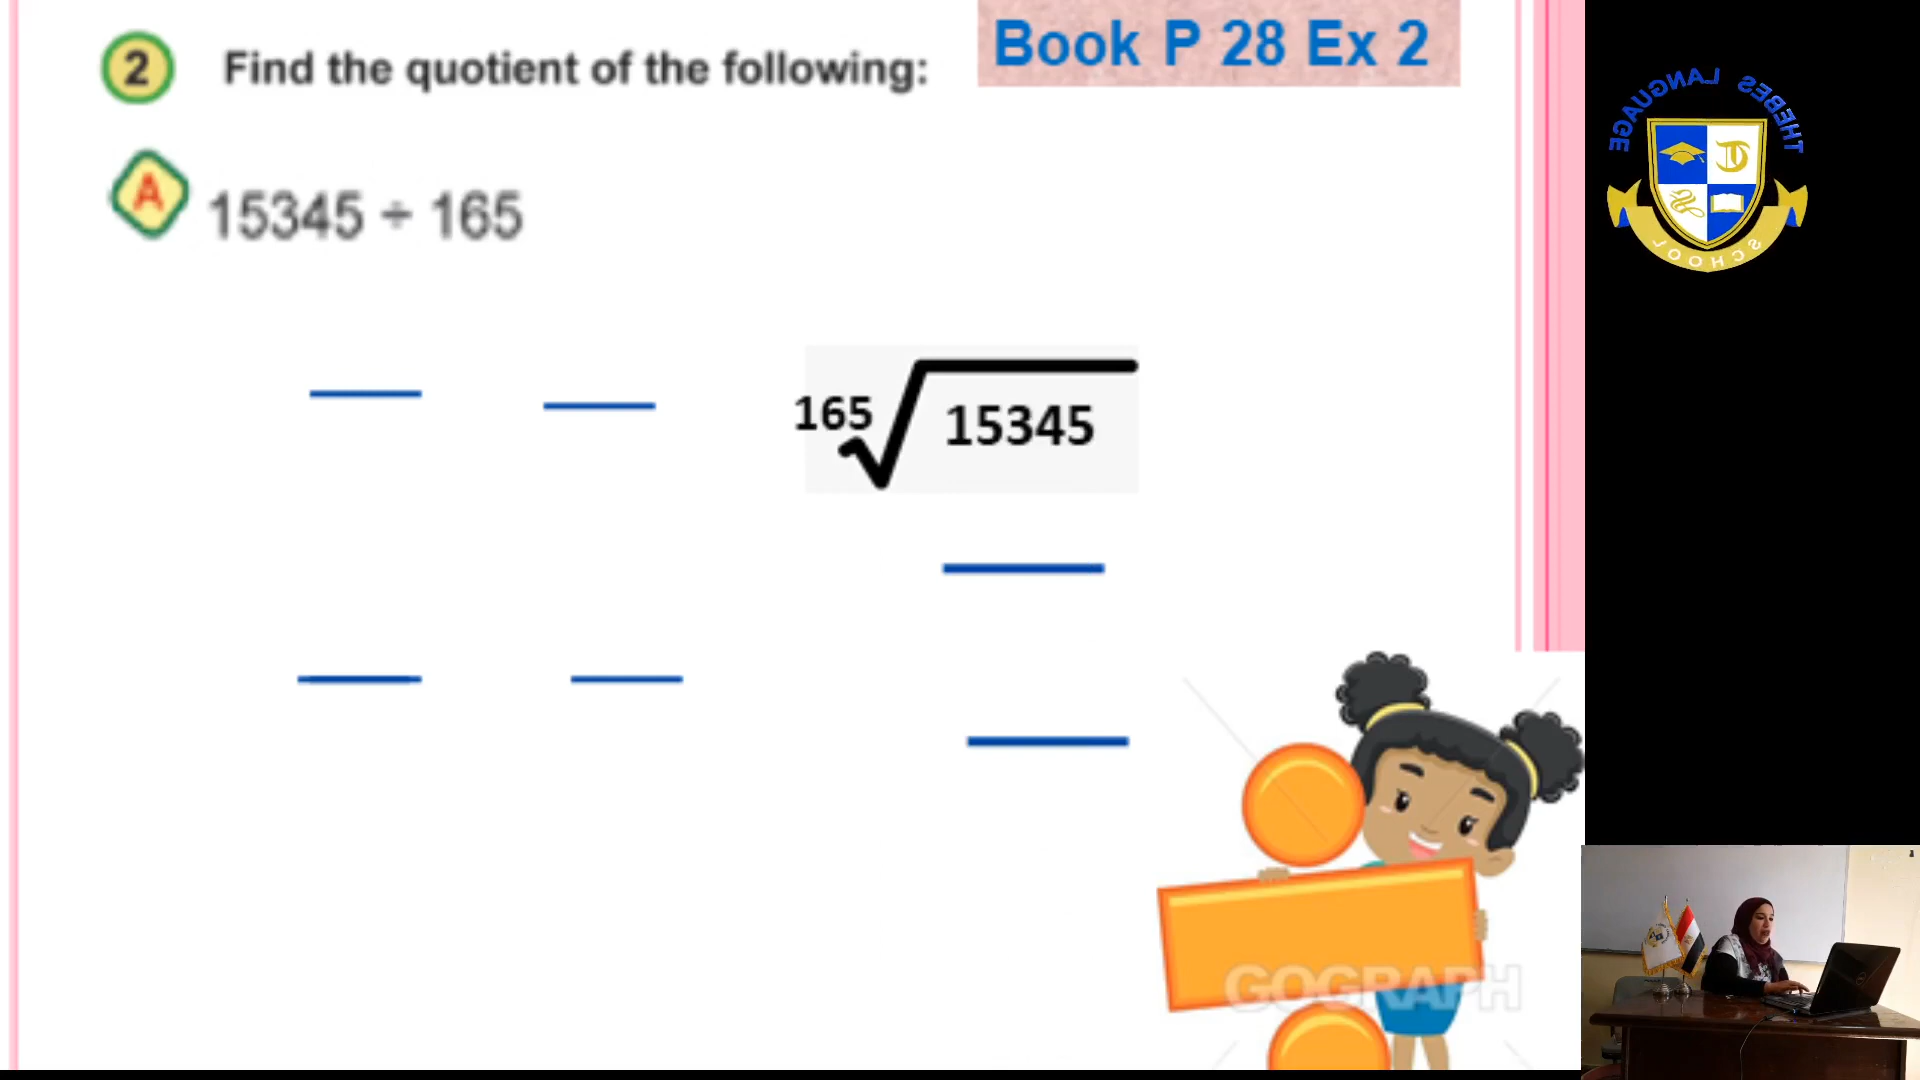 Book P 28 Ex 2
2 Find the quotient of the following:
A 15345 ÷ 165
165 15345
GOGRAPH
THEBES LANGUAGE
SCHOOL